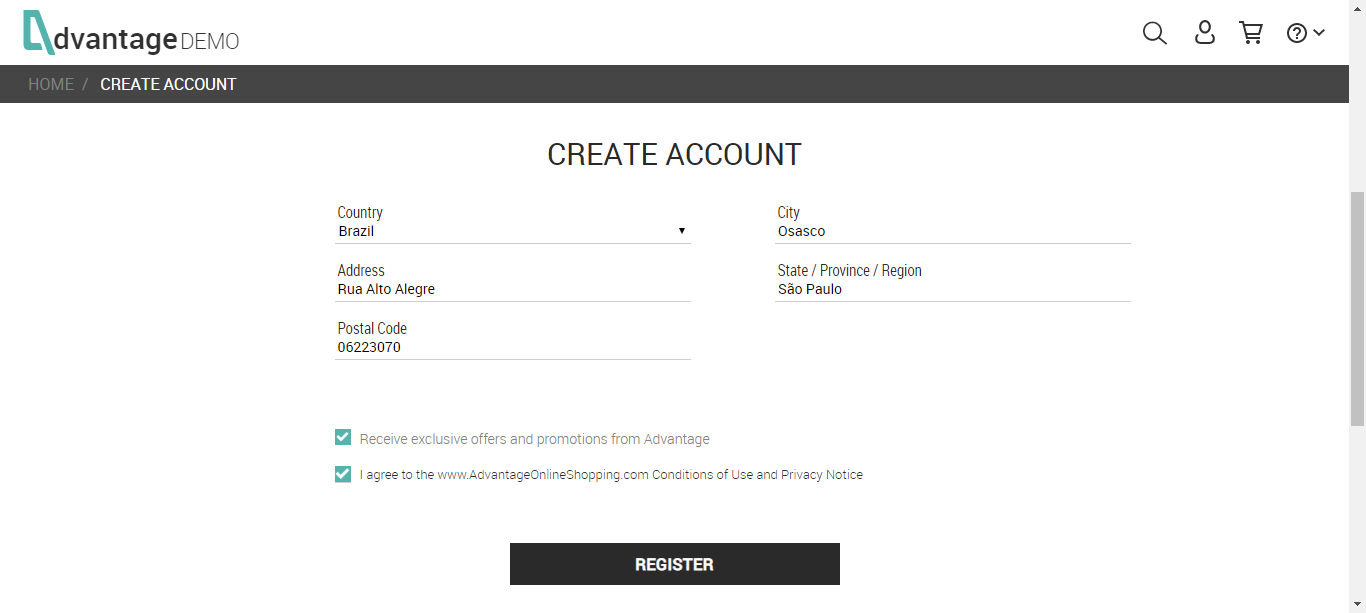 dvantage DEMO
HOME / CREATE ACCOUNT
CREATE ACCOUNT
Country
Brazil
City
Osasco
Address
Rua Alto Alegre
State / Province / Region
São Paulo
Postal Code
06223070
Receive exclusive offers and promotions from Advantage
I agree to the www.AdvantageOnlineShopping.com Conditions of Use and Privacy Notice
REGISTER